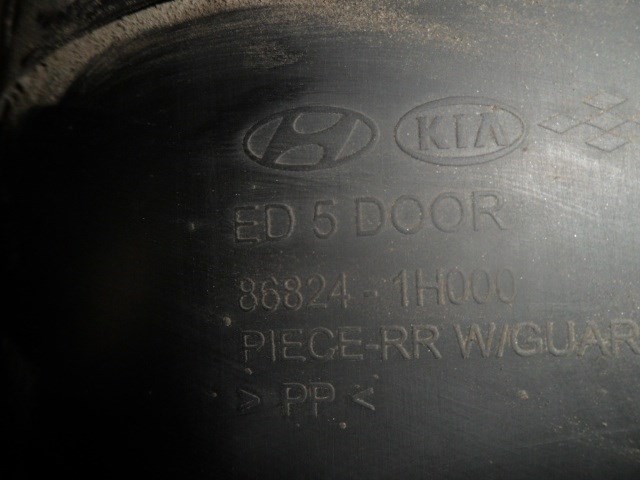 KIA
ED 5 DOOR
86824-1H000
PIECE-RR W/GUAR
> PP <